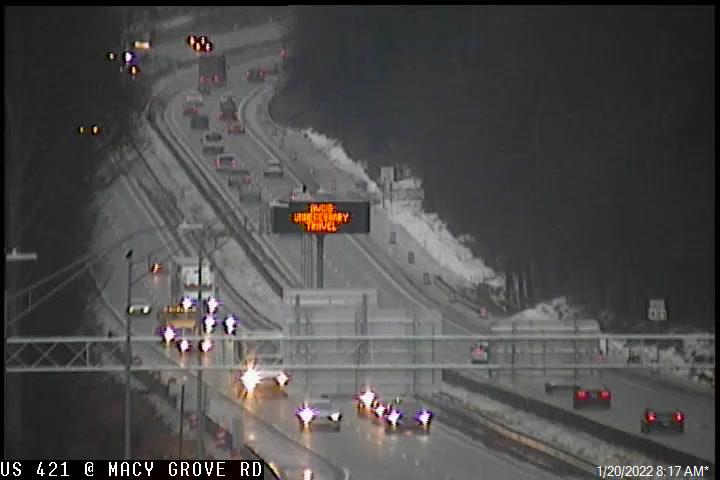 AVOID
UNNECESSARY
TRAVEL
US 421 @ MACY GROVE RD
1/20/2022 8:17 AM*